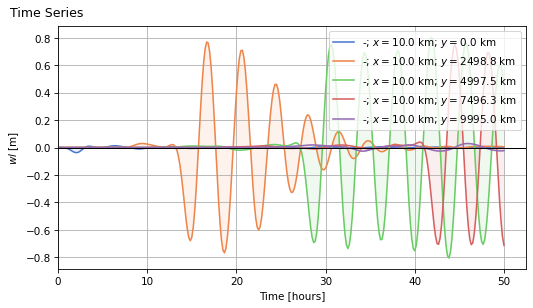 Time Series
-; x = 10.0 km; y = 0.0 km
-; x = 10.0 km; y = 2498.8 km
-; x = 10.0 km; y = 4997.5 km
-; x = 10.0 km; y = 7496.3 km
-; x = 10.0 km; y = 9995.0 km
w/ [m]
0.8
0.6
0.4
0.2
0.0
−0.2
−0.4
−0.6
−0.8
0 10 20 30 40 50
Time [hours]